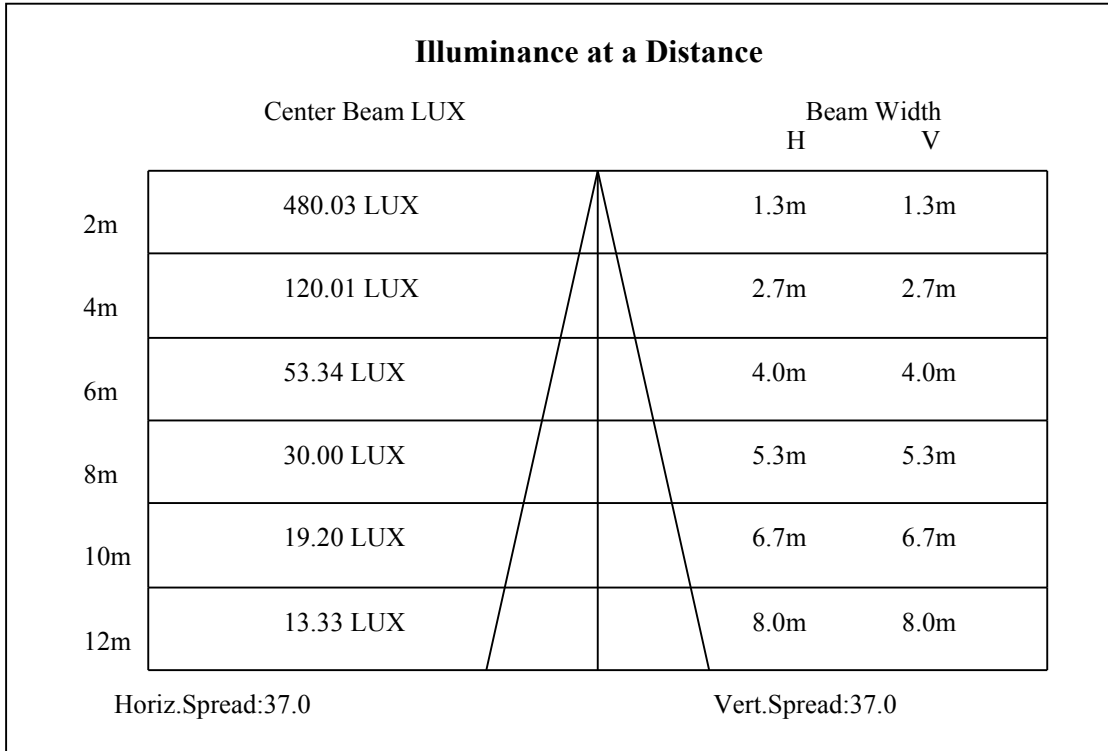 Illuminance at a Distance
Center Beam LUX Beam Width
H V
2m 480.03 LUX 1.3m 1.3m
4m 120.01 LUX 2.7m 2.7m
6m 53.34 LUX 4.0m 4.0m
8m 30.00 LUX 5.3m 5.3m
10m 19.20 LUX 6.7m 6.7m
12m 13.33 LUX 8.0m 8.0m
Horiz.Spread:37.0 Vert.Spread:37.0